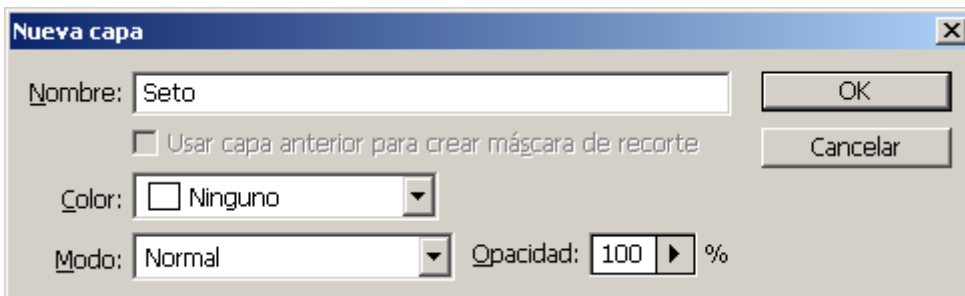 Nueva capa
Nombre: Seto OK
Usar capa anterior para crear máscara de recorte Cancelar
Color: Ninguno
Modo: Normal Opacidad: 100 %